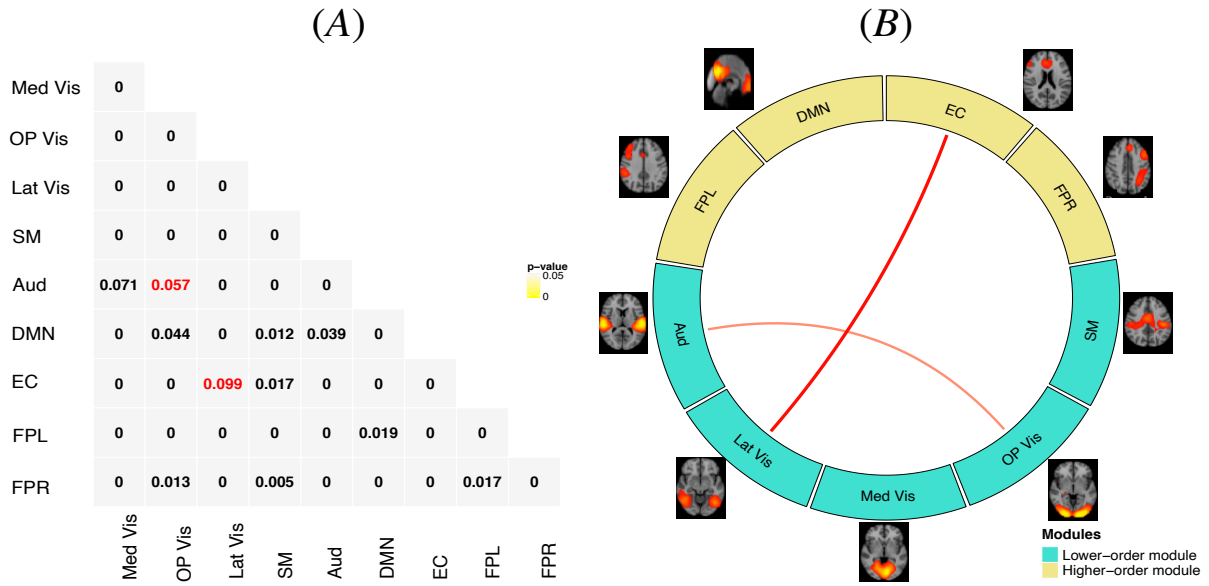 (A)
Med Vis 0
OP Vis 0 0
Lat Vis 0 0 0
SM 0 0 0 0
Aud 0.071 0.057 0 0 0
DMN 0 0.044 0 0.012 0.039 0
EC 0 0 0.099 0.017 0 0 0
FPL 0 0 0 0 0 0.019 0 0
FPR 0 0.013 0 0.005 0 0 0 0.017 0
Med Vis OP Vis Lat Vis SM Aud DMN EC FPL FPR
p-value
0.05
0
(B)
DMN
EC
FPL
FPR
Aud
SM
Lat Vis
OP Vis
Med Vis
Modules
Lower-order module
Higher-order module